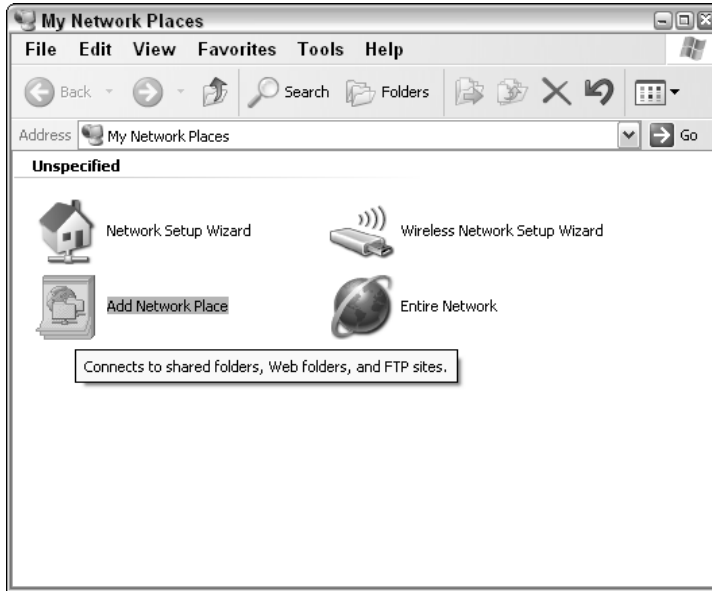 My Network Places
File Edit View Favorites Tools Help
Back Search Folders
Address My Network Places Go
Unspecified
Network Setup Wizard Wireless Network Setup Wizard
Add Network Place Entire Network
Connects to shared folders, Web folders, and FTP sites.